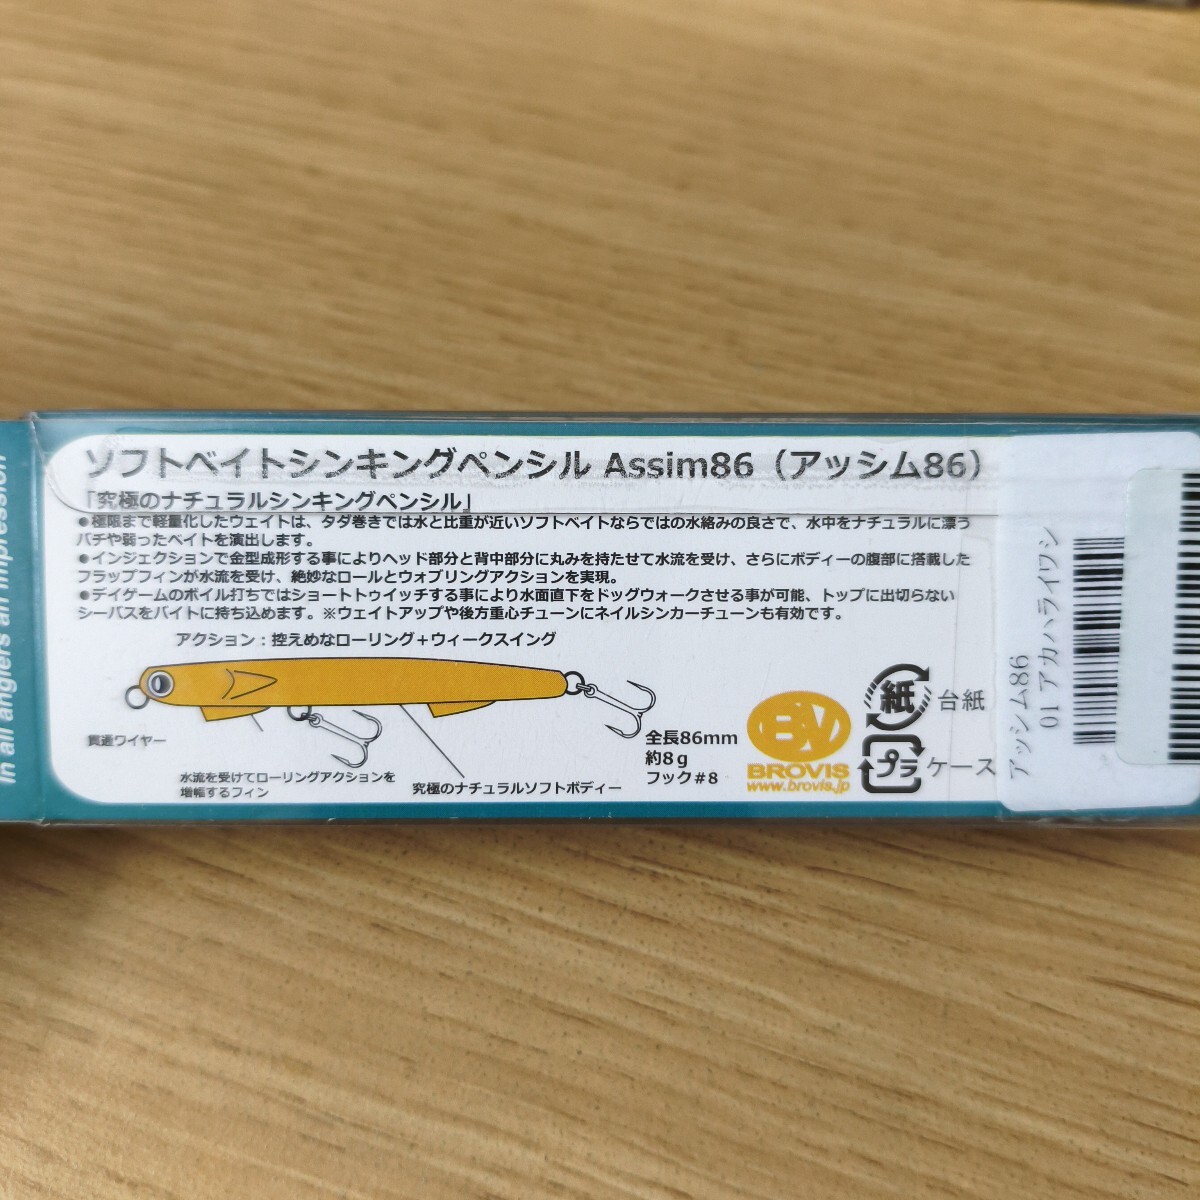 ソフトベイトシンキングペンシル Assim86（アッシム86）
「究極のナチュラルシンキングペンシル」
●極限まで軽量化したウェイトは、タダ巻きでは水と比重が近いソフトベイトならではの水絡みの良さで、水中をナチュラルに漂う
バチや弱ったベイトを演出します。
●インジェクションで金型成形する事によりヘッド部分と背中部分に丸みを持たせて水流を受け、さらにボディーの腹部に搭載した
フラップフィンが水流を受け、絶妙なロールとウォブリングアクションを実現。
●デイゲームのボイル打ちではショートトゥイッチする事により水面直下をドッグウォークさせる事が可能、トップに出切らない
シーバスをバイトに持ち込めます。※ウェイトアップや後方重心チューンにネイルシンカーチューンも有効です。
アクション：控えめなローリング＋ウィークスイング
貫通ワイヤー
水流を受けてローリングアクションを
増幅するフィン
究極のナチュラルソフトボディー
全長86mm
約8ｇ
フック＃8
BV
BROVIS
www.brovis.jp
紙 台紙
プラ ケース
アッシム86
01 アカハライワシ
In all anglers an impression